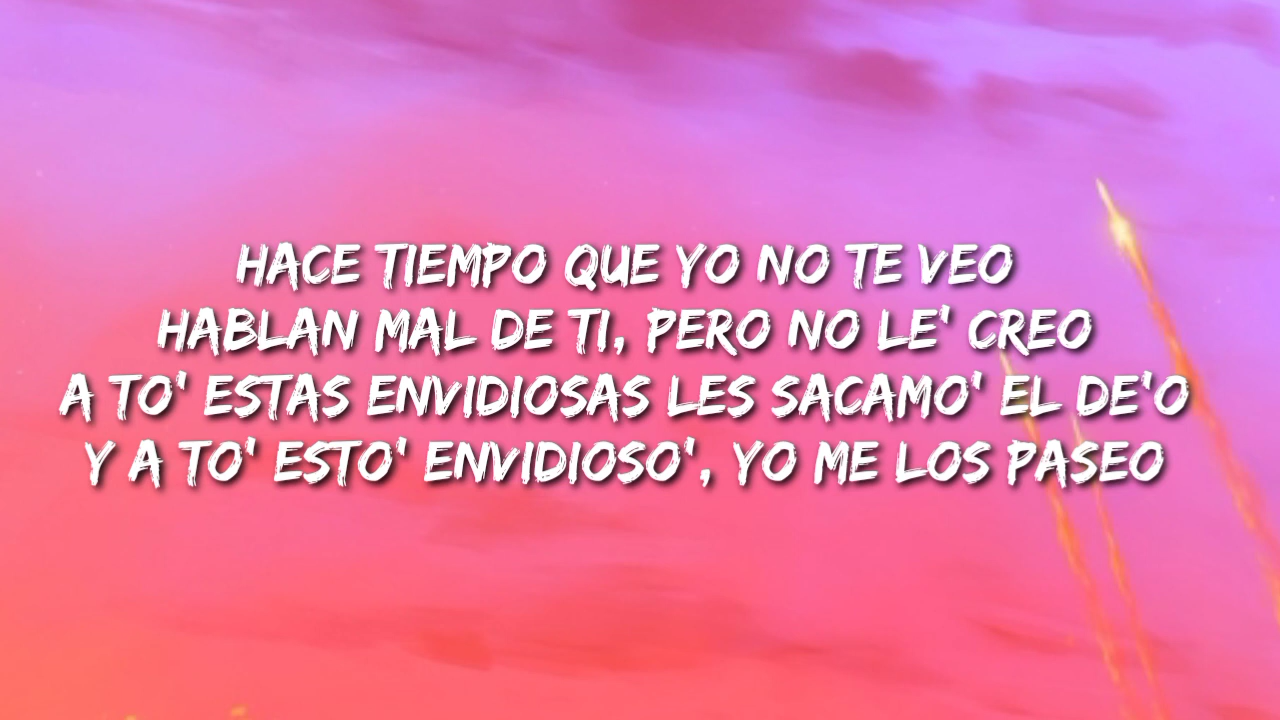 HACE TIEMPO QUE YO NO TE VEO
HABLAN MAL DE TI, PERO NO LE' CREO
A TO' ESTAS ENVIDIOSAS LES SACAMO' EL DE'O
Y A TO' ESTO' ENVIDIOSO', YO ME LOS PASEO